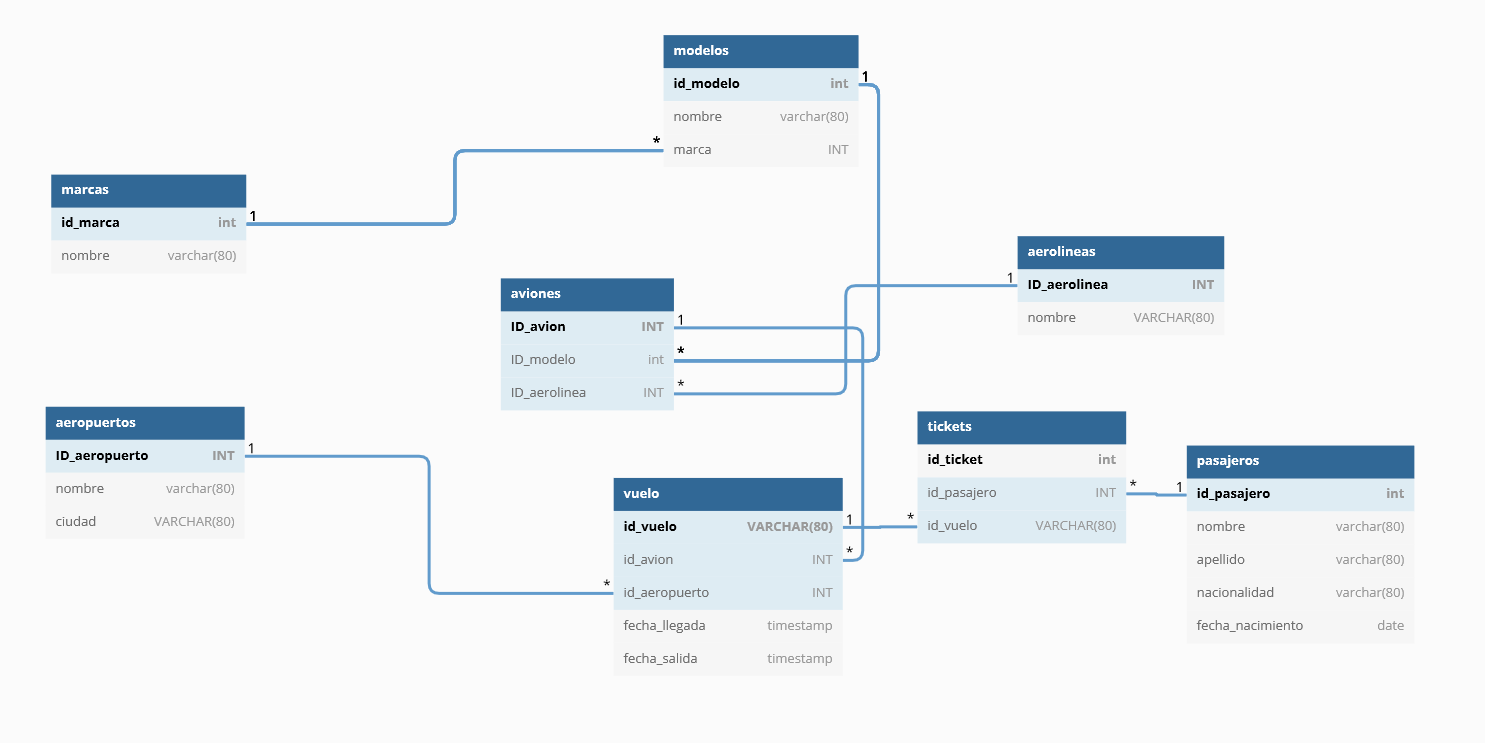 modelos
id_modelo int
nombre varchar(80)
marca INT
1
*
marcas
id_marca int
nombre varchar(80)
1
aerolineas
ID_aerolinea INT
nombre VARCHAR(80)
1
aviones
ID_avion INT
ID_modelo int
ID_aerolinea INT
1
*
*
aeropuertos
ID_aeropuerto INT
nombre varchar(80)
ciudad VARCHAR(80)
1
vuelo
id_vuelo VARCHAR(80)
id_avion INT
id_aeropuerto INT
fecha_llegada timestamp
fecha_salida timestamp
1
*
*
tickets
id_ticket int
id_pasajero INT
id_vuelo VARCHAR(80)
*
*
pasajeros
id_pasajero int
nombre varchar(80)
apellido varchar(80)
nacionalidad varchar(80)
fecha_nacimiento date
1